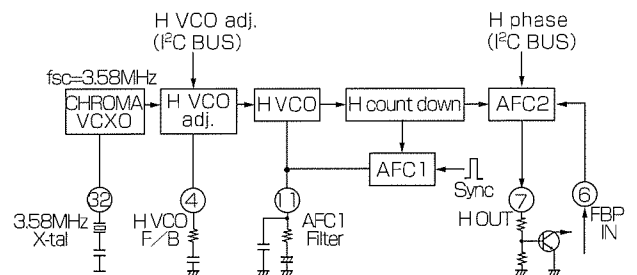 H VCO adj.
(I²C BUS)
H phase
(I²C BUS)
fsc=3.58MHz
CHROMA
VCXO
H VCO
adj.
H VCO
H count down
AFC2
AFC1
Sync
32
4
11
7
6
3.58MHz
X-tal
H VCO
F/B
AFC1
Filter
H OUT
FBP
IN